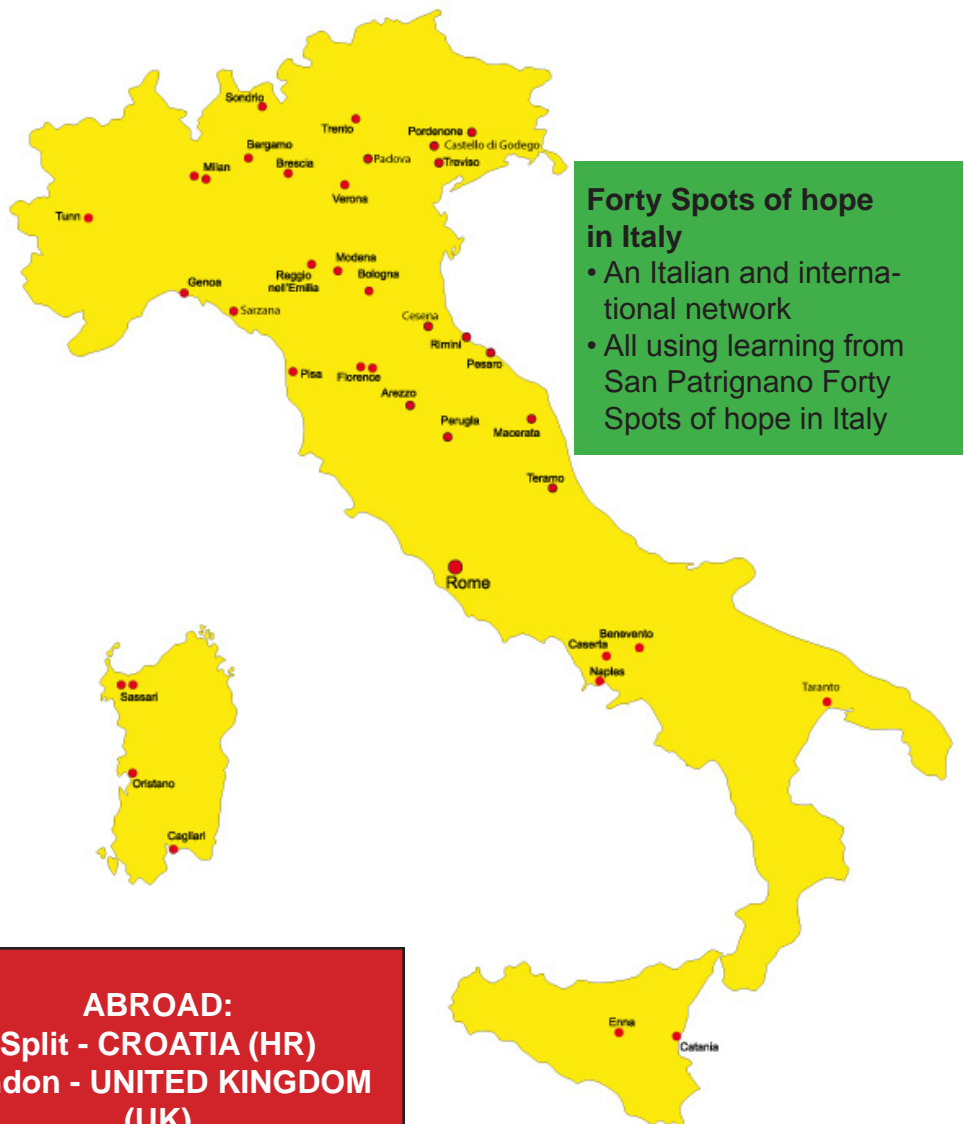 Sondrio
Trento
Pordenone
Castello di Godego
Bergamo
Milan
Brescia
Padova
Treviso
Verona
Tunn
Modena
Reggio
nell'Emilia
Bologna
Genoa
Sarzana
Cesena
Rimini
Pesaro
Pisa
Florence
Arezzo
Perugia
Macerata
Teramo
Rome
Benevento
Caserta
Naples
Taranto
Sassari
Oristano
Cagliari
Enna
Catania
Forty Spots of hope
in Italy
• An Italian and interna-
tional network
• All using learning from
San Patrignano Forty
Spots of hope in Italy
ABROAD:
Split - CROATIA (HR)
ndon - UNITED KINGDOM
(UK)